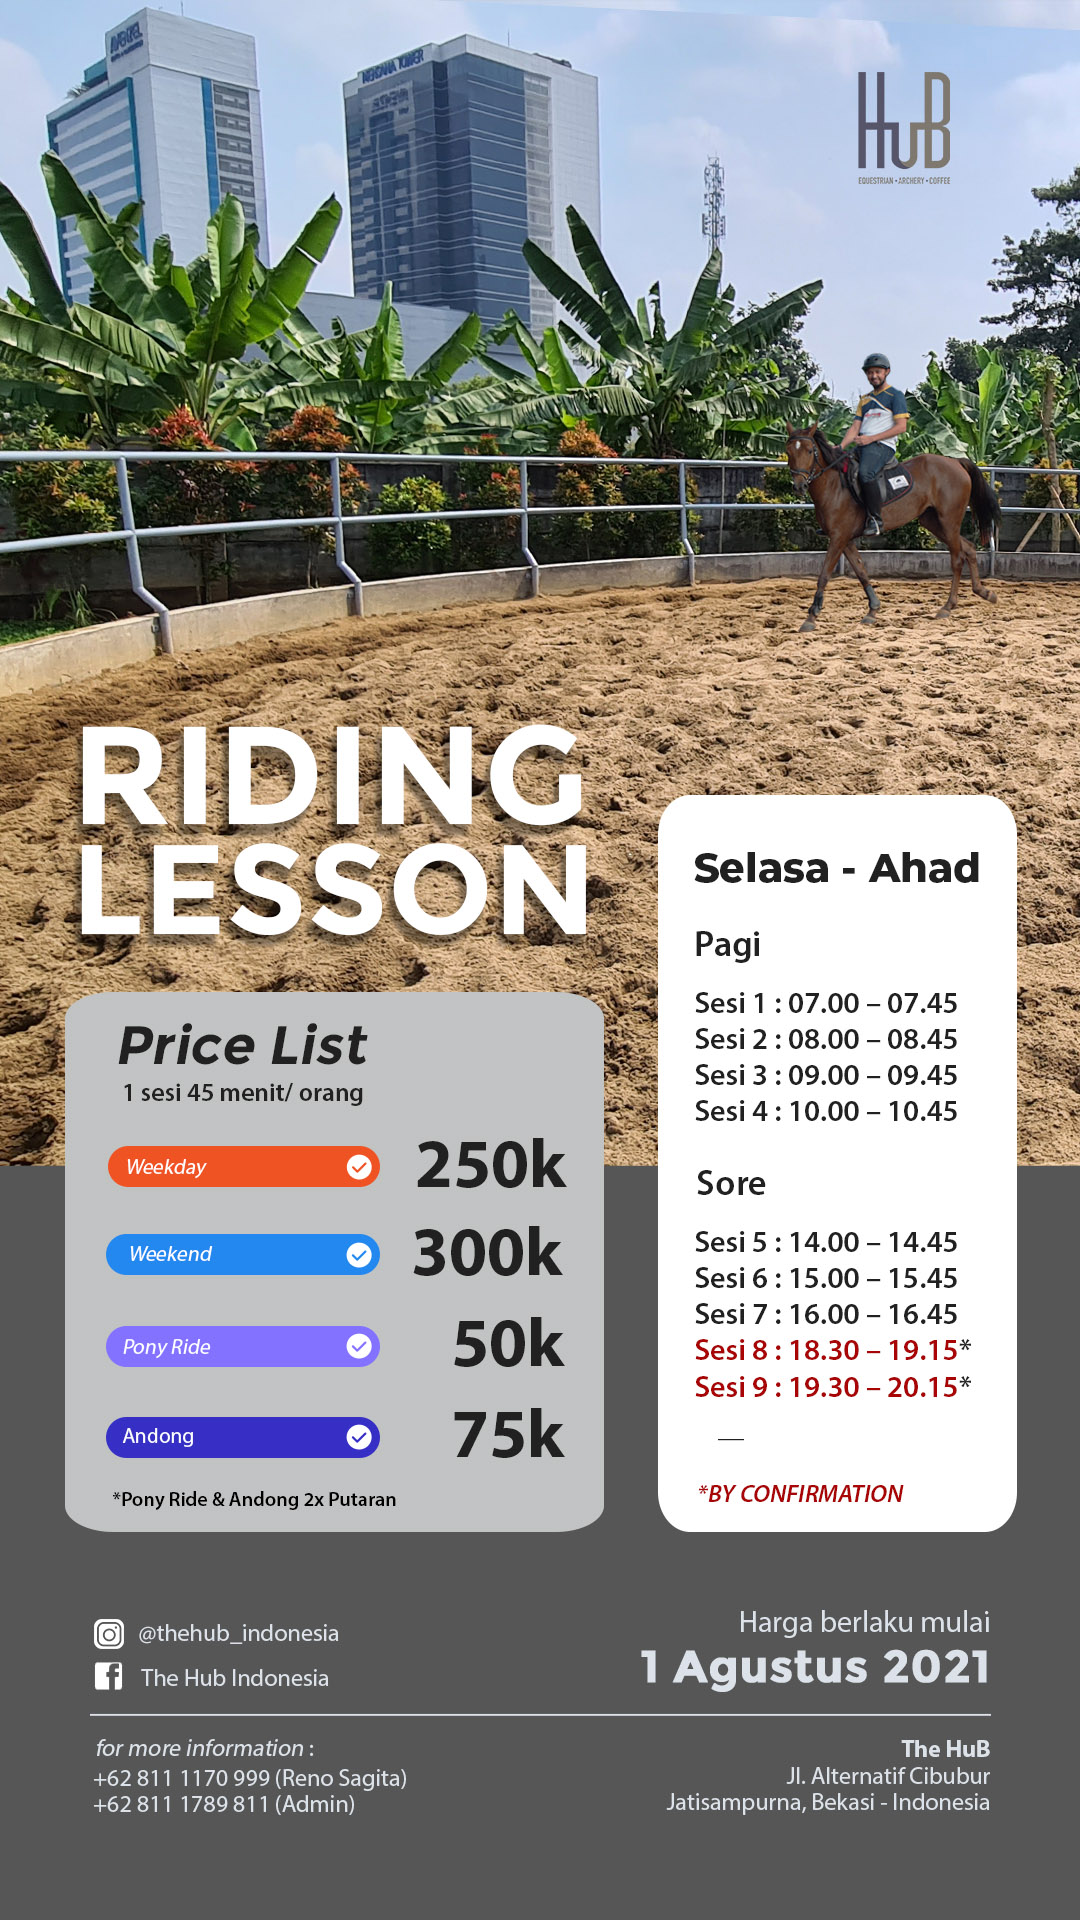 AVENZEL
MENSANA TOWER
HuB
EQUESTRIAN • ARCHERY • COFFEE
RIDING
LESSON
Price List
1 sesi 45 menit/ orang
Weekday 250k
Weekend 300k
Pony Ride 50k
Andong 75k
*Pony Ride & Andong 2x Putaran
Selasa - Ahad
Pagi
Sesi 1 : 07.00 – 07.45
Sesi 2 : 08.00 – 08.45
Sesi 3 : 09.00 – 09.45
Sesi 4 : 10.00 – 10.45
Sore
Sesi 5 : 14.00 – 14.45
Sesi 6 : 15.00 – 15.45
Sesi 7 : 16.00 – 16.45
Sesi 8 : 18.30 – 19.15*
Sesi 9 : 19.30 – 20.15*
—
*BY CONFIRMATION
@thehub_indonesia
The Hub Indonesia
Harga berlaku mulai
1 Agustus 2021
for more information :
+62 811 1170 999 (Reno Sagita)
+62 811 1789 811 (Admin)
The HuB
Jl. Alternatif Cibubur
Jatisampurna, Bekasi - Indonesia